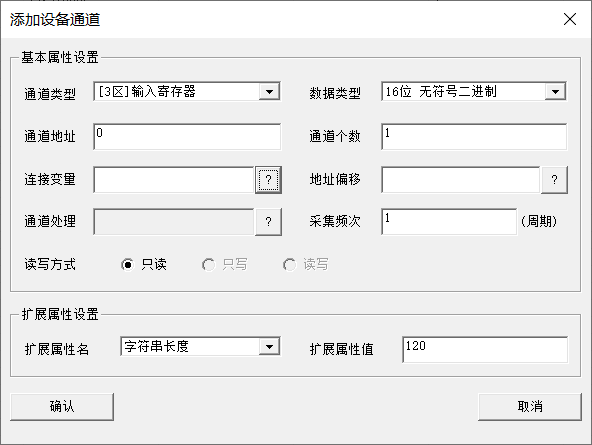 添加设备通道
基本属性设置
通道类型 [3区]输入寄存器 数据类型 16位 无符号二进制
通道地址 0 通道个数 1
连接变量 ? 地址偏移 ?
通道处理 ? 采集频次 1 (周期)
读写方式 只读 只写 读写
扩展属性设置
扩展属性名 字符串长度 扩展属性值 120
确认 取消